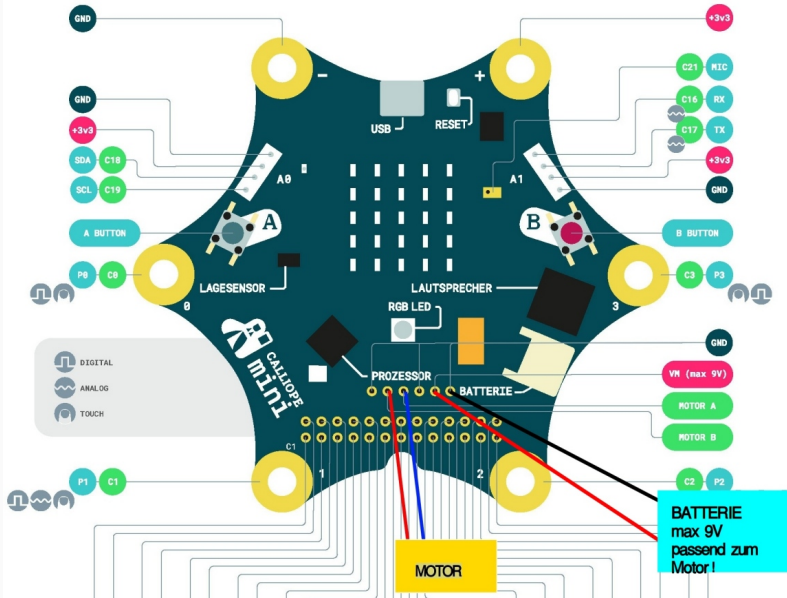 GND
+3v3
C21 MIC
GND
C16 RX
+3v3
C17 TX
SDA C18
+3v3
SCL C19
GND
- +
USB
RESET
A0
A1
A BUTTON
A
B
B BUTTON
P0 C0
C3 P3
0
3
LAGESENSOR
LAUTSPRECHER
RGB LED
CALLIOPE
mini
PROZESSOR
BATTERIE
GND
VM (max 9V)
MOTOR A
MOTOR B
DIGITAL
ANALOG
TOUCH
C1
1
2
P1 C1
C2 P2
MOTOR
BATTERIE
max 9V
passend zum
Motor !